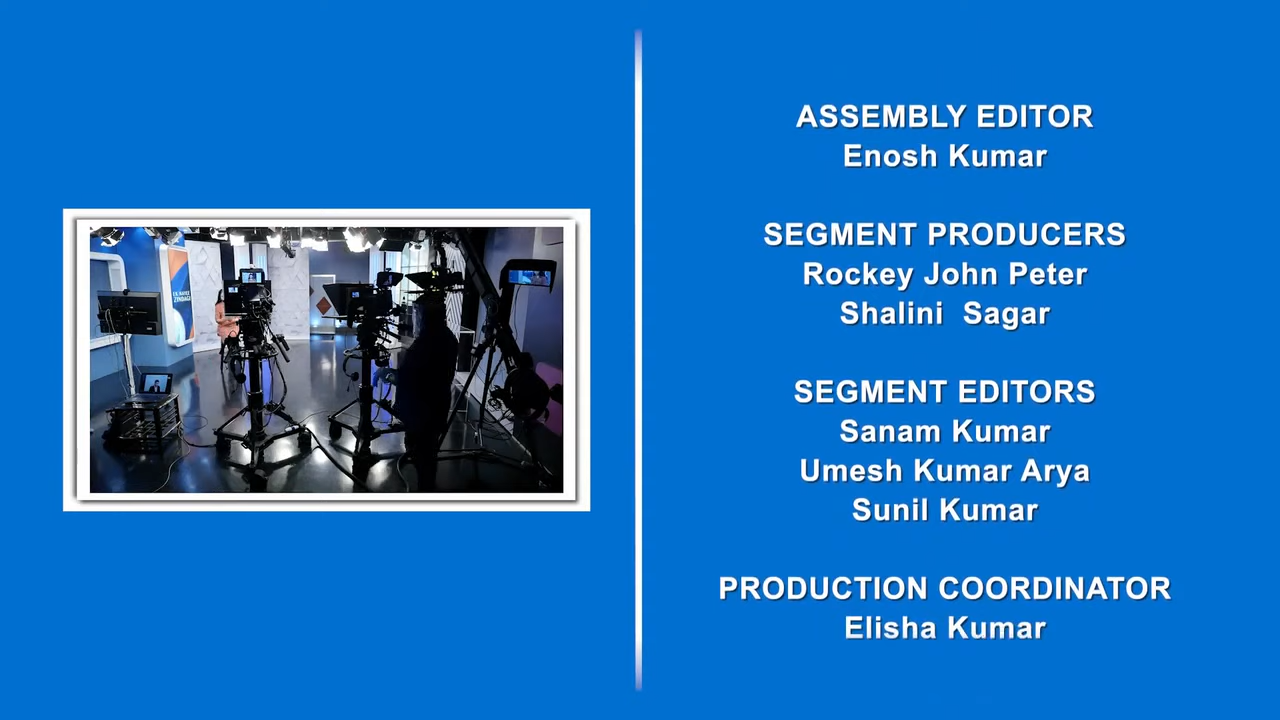 ASSEMBLY EDITOR
Enosh Kumar
SEGMENT PRODUCERS
Rockey John Peter
Shalini  Sagar
SEGMENT EDITORS
Sanam Kumar
Umesh Kumar Arya
Sunil Kumar
PRODUCTION COORDINATOR
Elisha Kumar